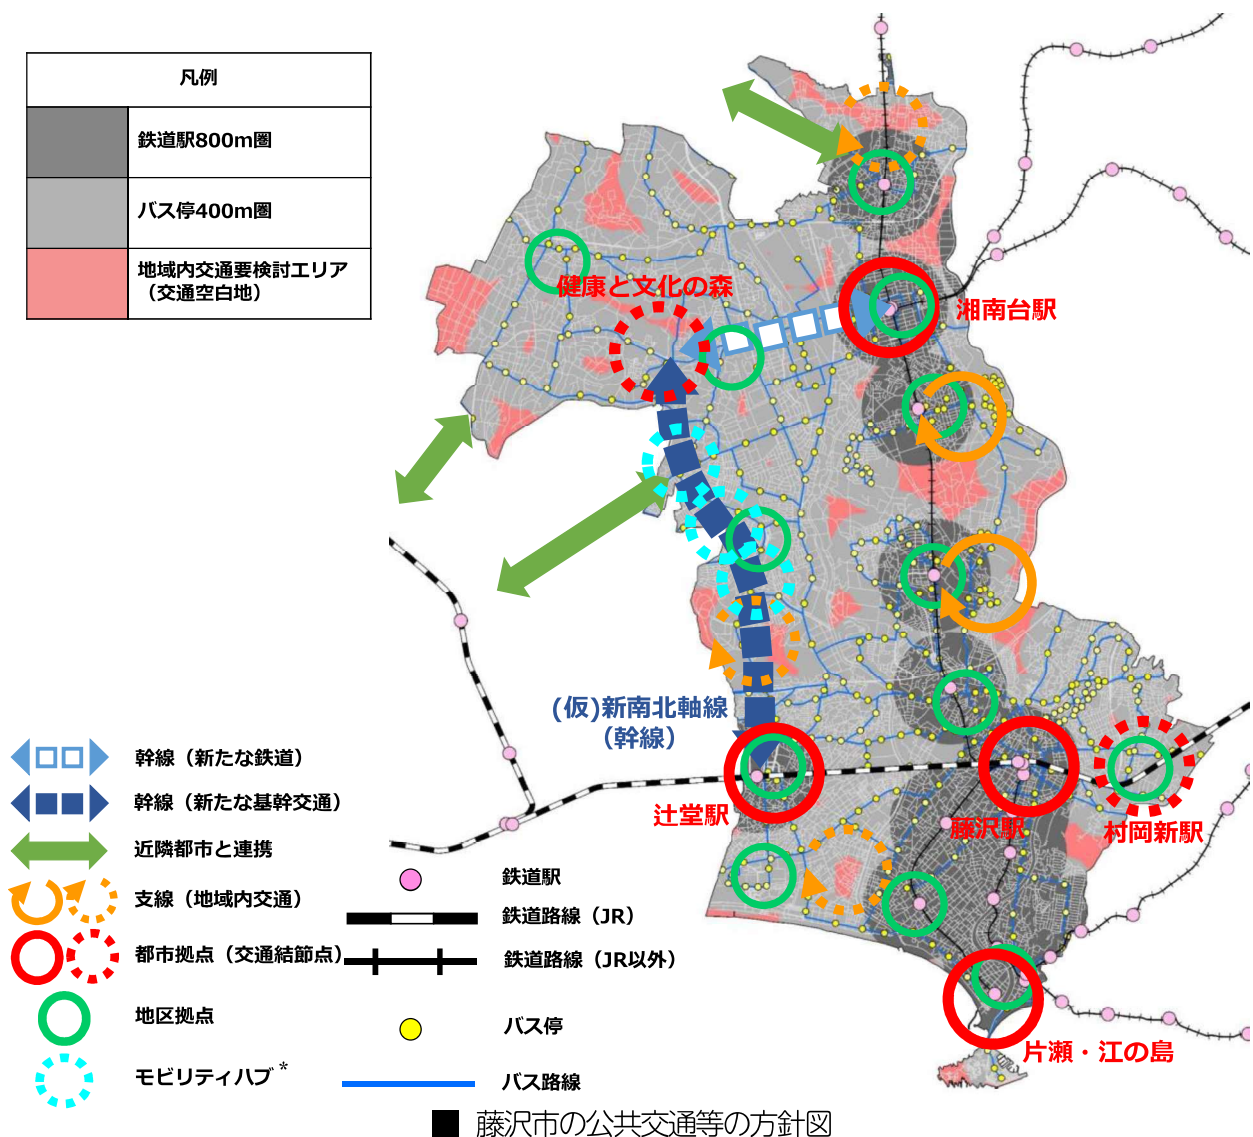 凡例
鉄道駅800m圏
バス停400m圏
地域内交通要検討エリア
（交通空白地）
健康と文化の森
湘南台駅
(仮)新南北軸線
（幹線）
辻堂駅
藤沢駅
村岡新駅
片瀬・江の島
幹線（新たな鉄道）
幹線（新たな基幹交通）
近隣都市と連携
支線（地域内交通）
都市拠点（交通結節点）
地区拠点
モビリティハブ*
鉄道駅
鉄道路線（JR）
鉄道路線（JR以外）
バス停
バス路線
■ 藤沢市の公共交通等の方針図